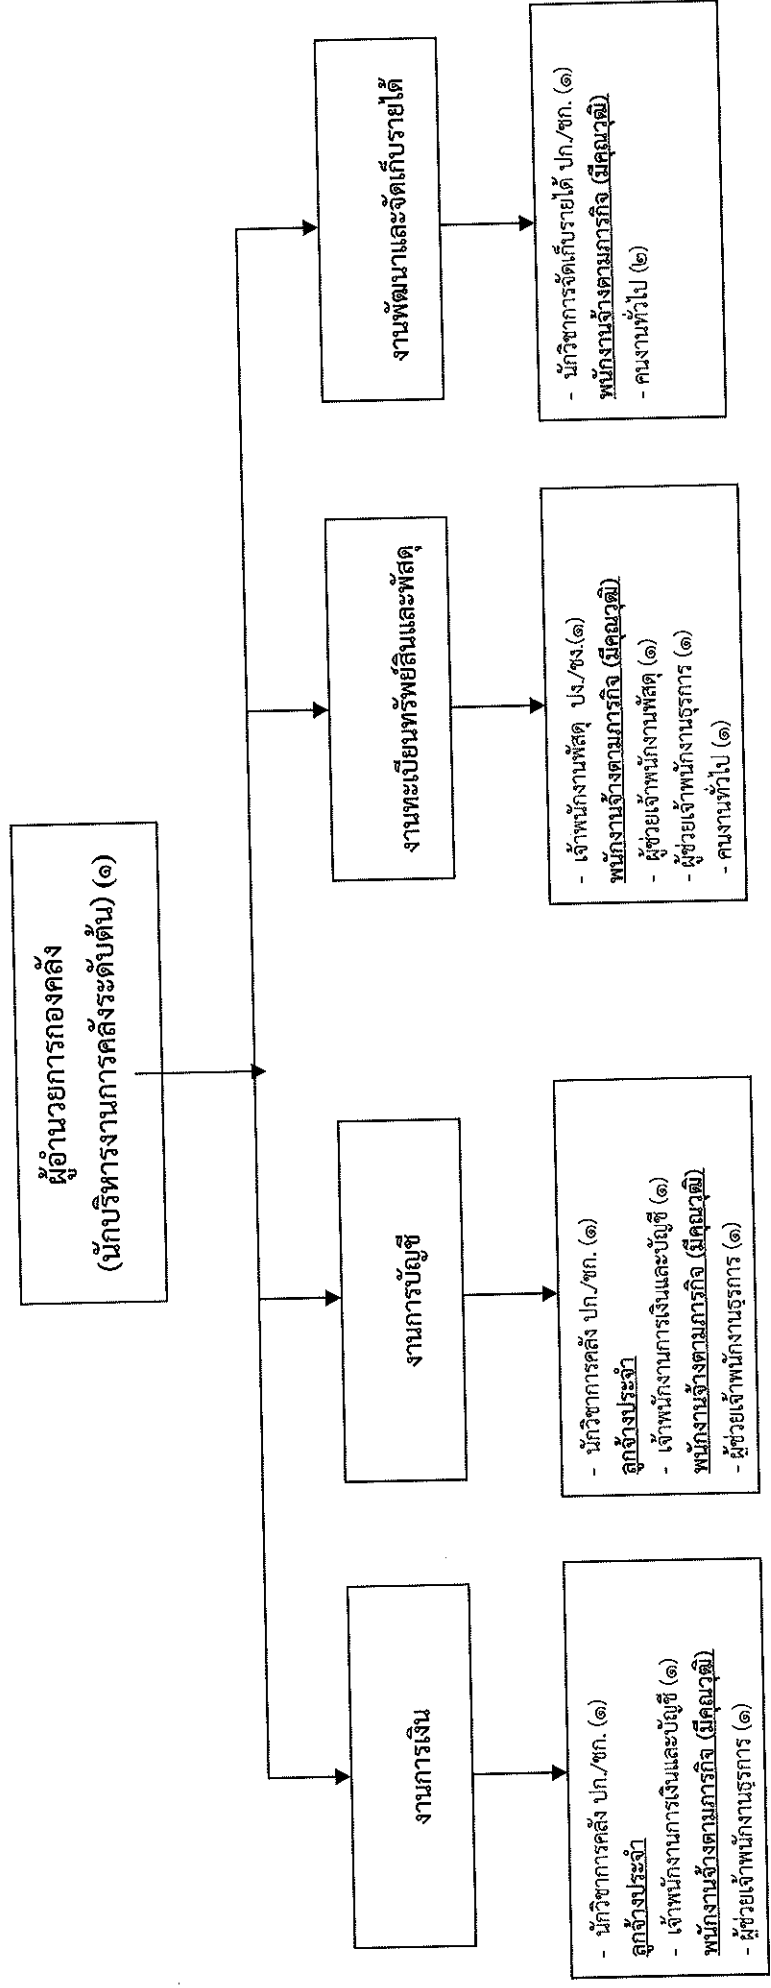 ผู้อำนวยการกองคลัง
(นักบริหารงานการคลังระดับต้น) (๑)
งานการเงิน
- นักวิชาการคลัง ปก./ชก. (๑)
ลูกจ้างประจำ
- เจ้าพนักงานการเงินและบัญชี (๑)
พนักงานจ้างตามภารกิจ (มีคุณวุฒิ)
- ผู้ช่วยเจ้าพนักงานธุรการ (๑)
งานการบัญชี
- นักวิชาการคลัง ปก./ชก. (๑)
ลูกจ้างประจำ
- เจ้าพนักงานการเงินและบัญชี (๑)
พนักงานจ้างตามภารกิจ (มีคุณวุฒิ)
- ผู้ช่วยเจ้าพนักงานธุรการ (๑)
งานทะเบียนทรัพย์สินและพัสดุ
- เจ้าพนักงานพัสดุ ปง./ชง.(๑)
พนักงานจ้างตามภารกิจ (มีคุณวุฒิ)
- ผู้ช่วยเจ้าพนักงานพัสดุ (๑)
- ผู้ช่วยเจ้าพนักงานธุรการ (๑)
- คนงานทั่วไป (๑)
งานพัฒนาและจัดเก็บรายได้
- นักวิชาการจัดเก็บรายได้ ปก./ชก. (๑)
พนักงานจ้างตามภารกิจ (มีคุณวุฒิ)
- คนงานทั่วไป (๒)